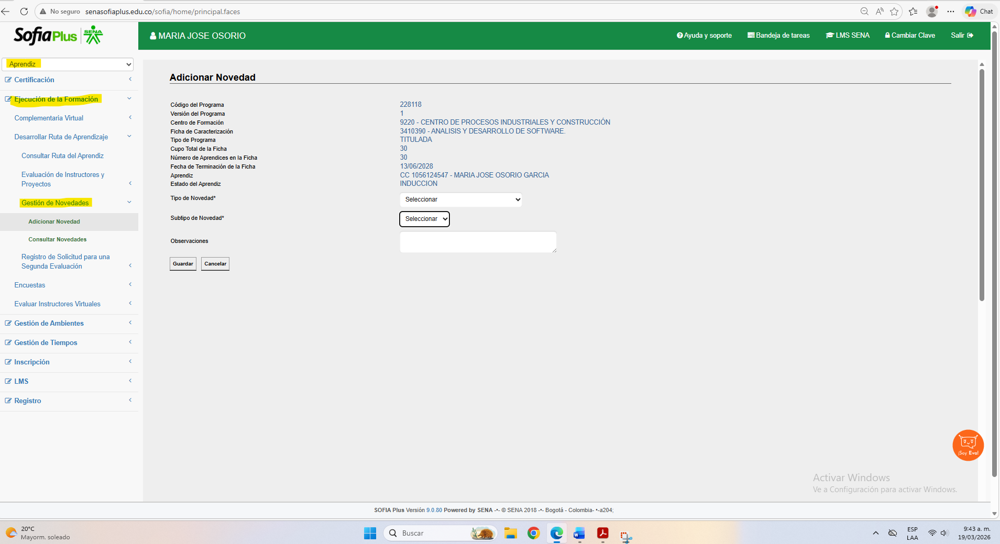 No seguro
senasofiaplus.edu.co/sofia/home/principal.faces
Chat
SofiaPlus
SENA
MARIA JOSE OSORIO
Ayuda y soporte
Bandeja de tareas
LMS SENA
Cambiar Clave
Salir
Aprendiz
Certificación
Ejecución de la Formación
Complementaria Virtual
Desarrollar Ruta de Aprendizaje
Consultar Ruta del Aprendiz
Evaluación de Instructores y
Proyectos
Gestión de Novedades
Adicionar Novedad
Consultar Novedades
Registro de Solicitud para una
Segunda Evaluación
Encuestas
Evaluar Instructores Virtuales
Gestión de Ambientes
Gestión de Tiempos
Inscripción
LMS
Registro
Adicionar Novedad
Código del Programa 228118
Versión del Programa 1
Centro de Formación 9220 - CENTRO DE PROCESOS INDUSTRIALES Y CONSTRUCCIÓN
Ficha de Caracterización 3410390 - ANALISIS Y DESARROLLO DE SOFTWARE.
Tipo de Programa TITULADA
Cupo Total de la Ficha 30
Número de Aprendices en la Ficha 30
Fecha de Terminación de la Ficha 13/06/2028
Aprendiz CC 1056124547 - MARIA JOSE OSORIO GARCIA
Estado del Aprendiz INDUCCION
Tipo de Novedad* Seleccionar
Subtipo de Novedad* Seleccionar
Observaciones
Guardar Cancelar
¡Soy Eva!
Activar Windows
Ve a Configuración para activar Windows.
SOFIA Plus Versión 9.0.80 Powered by SENA -•- © SENA 2018 -•- Bogotá - Colombia- •-a204;
20°C
Mayorm. soleado
Buscar
ESP
LAA
9:43 a. m.
19/03/2026